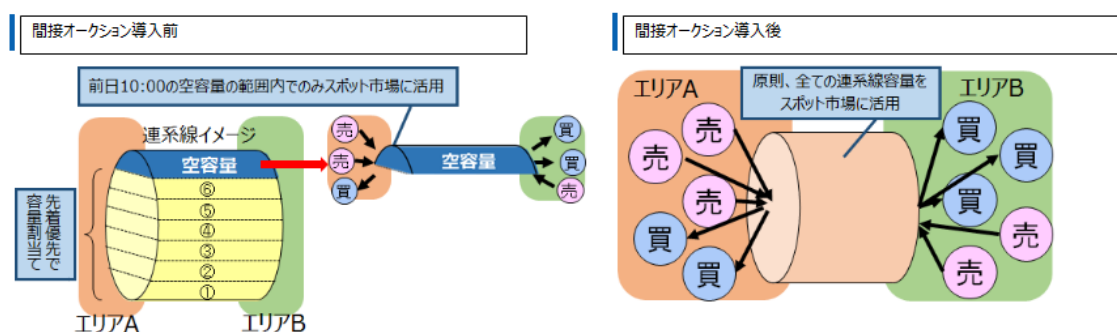 間接オークション導入前
前日10:00の空容量の範囲内でのみスポット市場に活用
連系線イメージ
空容量
⑥
⑤
④
③
②
①
先着優先で
容量割当て
エリアA
エリアB
売
売
買
空容量
買
買
売
間接オークション導入後
エリアA
原則、全ての連系線容量を
スポット市場に活用
エリアB
売
売
売
買
買
買
買
買
売
売